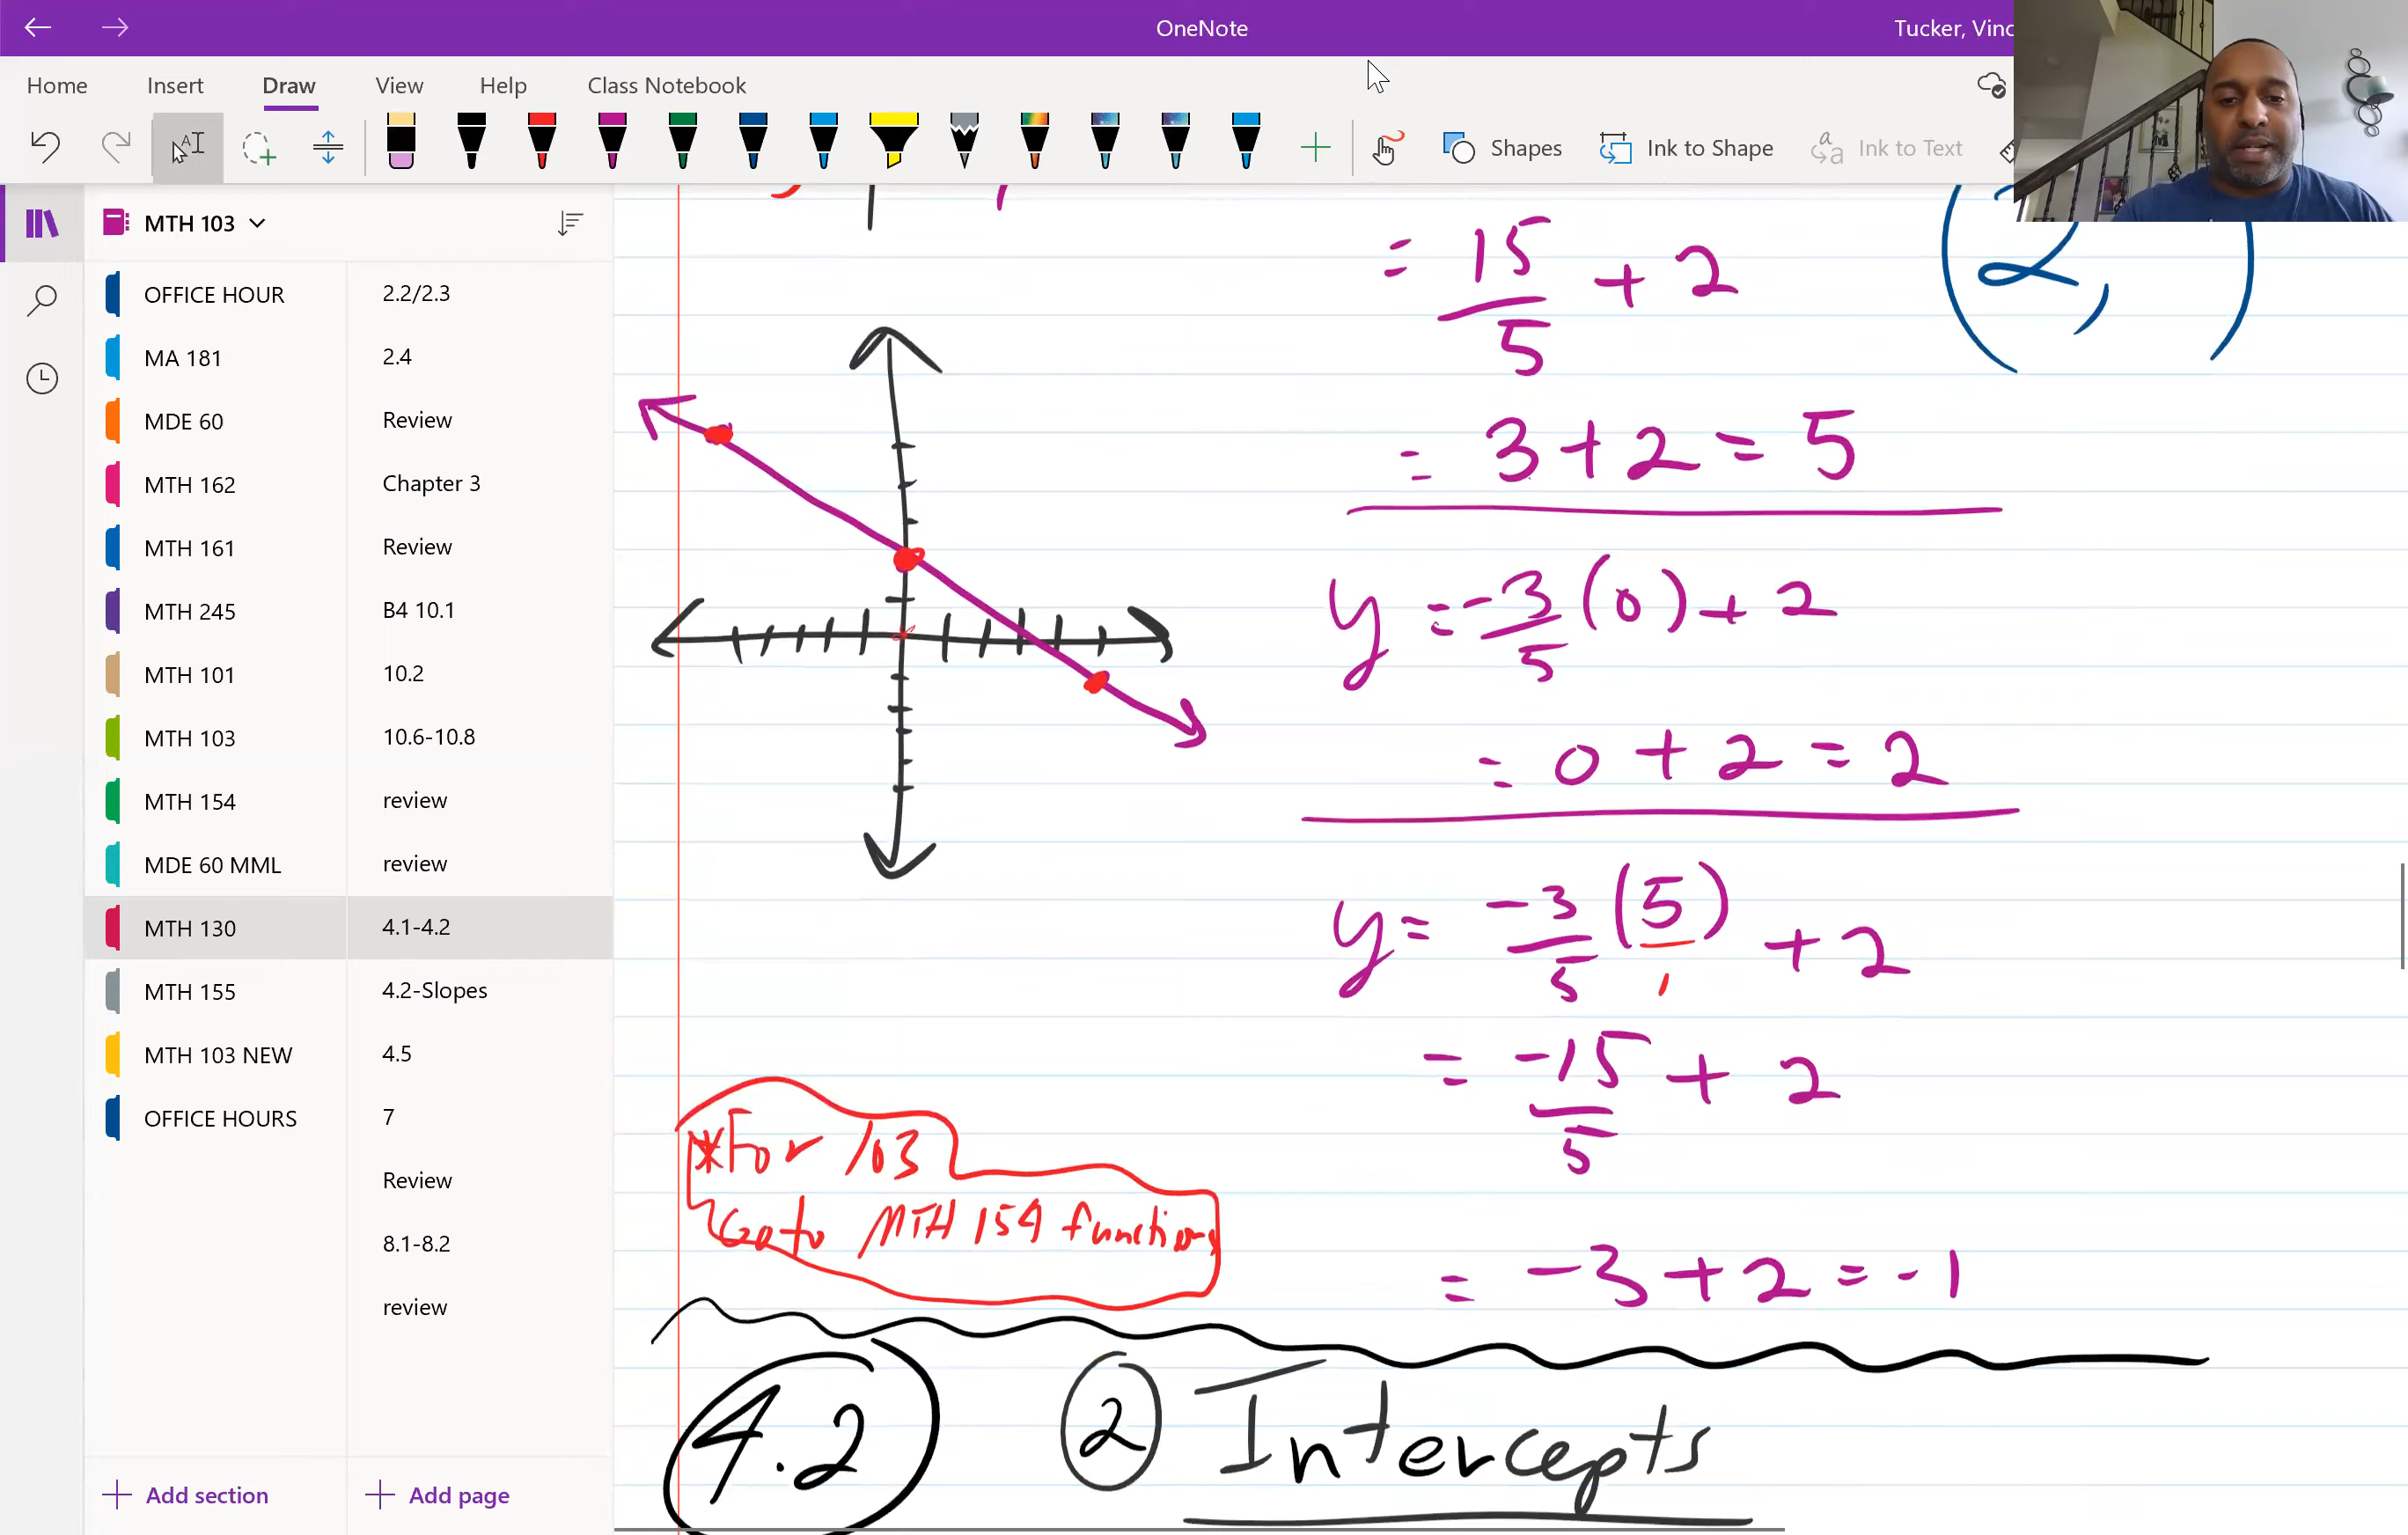 OneNote
Tucker, Vinc
Home Insert Draw View Help Class Notebook
Shapes Ink to Shape Ink to Text
MTH 103
OFFICE HOUR
MA 181
MDE 60
MTH 162
MTH 161
MTH 245
MTH 101
MTH 103
MTH 154
MDE 60 MML
MTH 130
MTH 155
MTH 103 NEW
OFFICE HOURS
Add section
2.2/2.3
2.4
Review
Chapter 3
Review
B4 10.1
10.2
10.6-10.8
review
review
4.1-4.2
4.2-Slopes
4.5
7
Review
8.1-8.2
review
Add page
= 15/5 + 2
= 3+2=5
y = -3/5 (0) + 2
= 0 + 2 = 2
y = -3/5 (5/1) + 2
= -15/5 + 2
= -3+2=-1
(2, )
*For 103
Go to MTH 154 functions
4.2 2 Intercepts